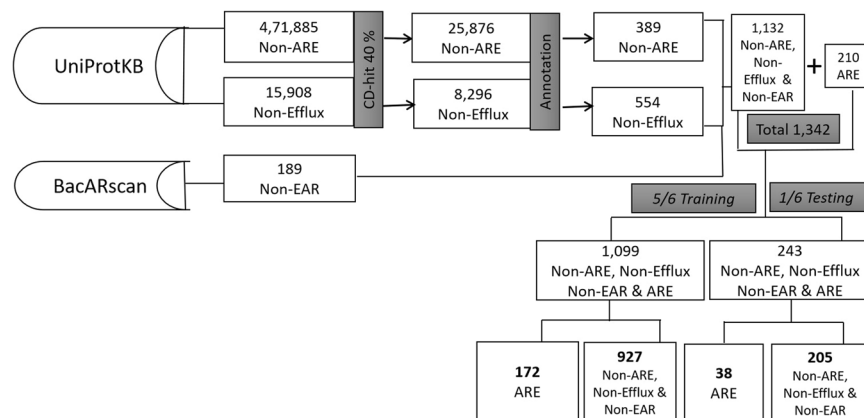 UniProtKB
4,71,885
Non-ARE
15,908
Non-Efflux
CD-hit 40 %
25,876
Non-ARE
8,296
Non-Efflux
Annotation
389
Non-ARE
554
Non-Efflux
1,132
Non-ARE,
Non-
Efflux &
Non-EAR
+
210
ARE
Total 1,342
BacARscan
189
Non-EAR
5/6 Training
1/6 Testing
1,099
Non-ARE, Non-Efflux
Non-EAR & ARE
243
Non-ARE, Non-Efflux
Non-EAR & ARE
172
ARE
927
Non-ARE,
Non-Efflux &
Non-EAR
38
ARE
205
Non-ARE,
Non-Efflux &
Non-EAR